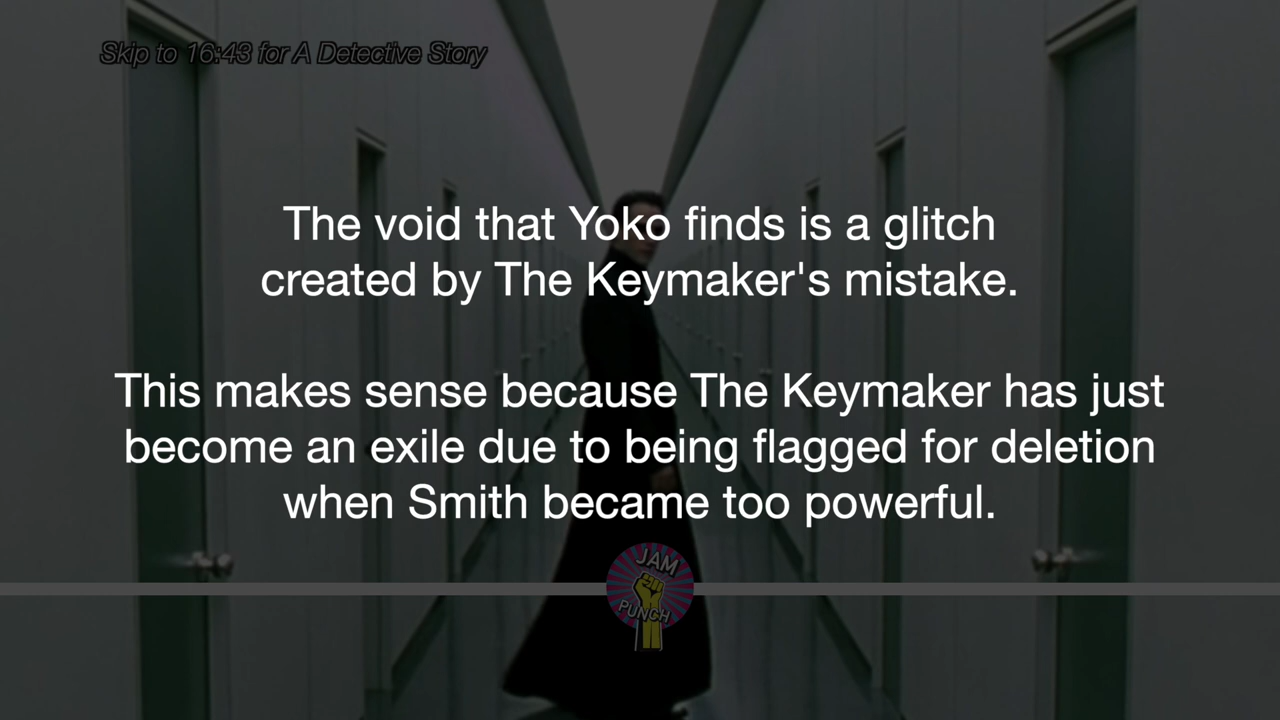 Skip to 16:43 for A Detective Story
The void that Yoko finds is a glitch
created by The Keymaker's mistake.
This makes sense because The Keymaker has just
become an exile due to being flagged for deletion
when Smith became too powerful.
JAM
PUNCH